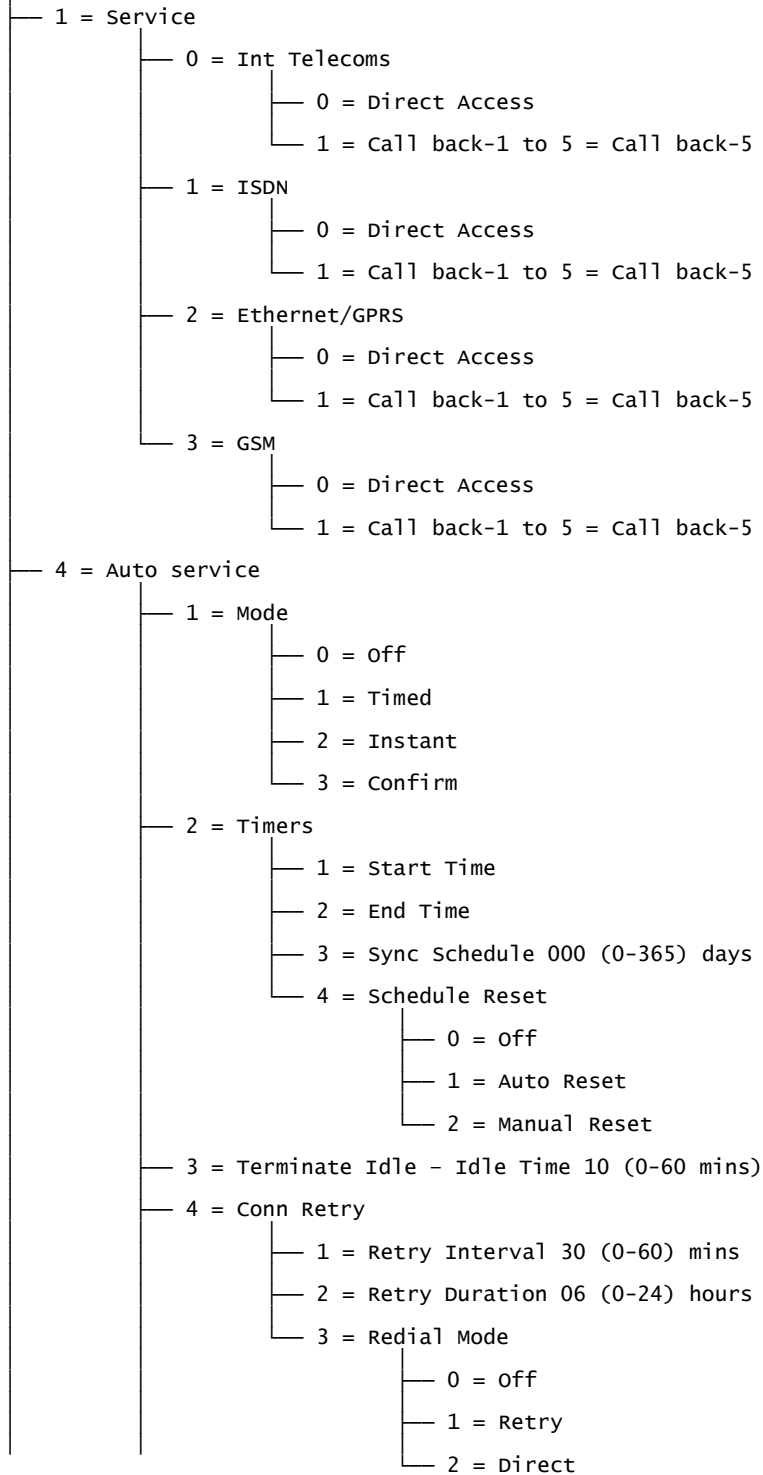 1 = Service
0 = Int Telecoms
0 = Direct Access
1 = Call back-1 to 5 = Call back-5
1 = ISDN
0 = Direct Access
1 = Call back-1 to 5 = Call back-5
2 = Ethernet/GPRS
0 = Direct Access
1 = Call back-1 to 5 = Call back-5
3 = GSM
0 = Direct Access
1 = Call back-1 to 5 = Call back-5
4 = Auto service
1 = Mode
0 = Off
1 = Timed
2 = Instant
3 = Confirm
2 = Timers
1 = Start Time
2 = End Time
3 = Sync Schedule 000 (0-365) days
4 = Schedule Reset
0 = Off
1 = Auto Reset
2 = Manual Reset
3 = Terminate Idle – Idle Time 10 (0-60 mins)
4 = Conn Retry
1 = Retry Interval 30 (0-60) mins
2 = Retry Duration 06 (0-24) hours
3 = Redial Mode
0 = Off
1 = Retry
2 = Direct